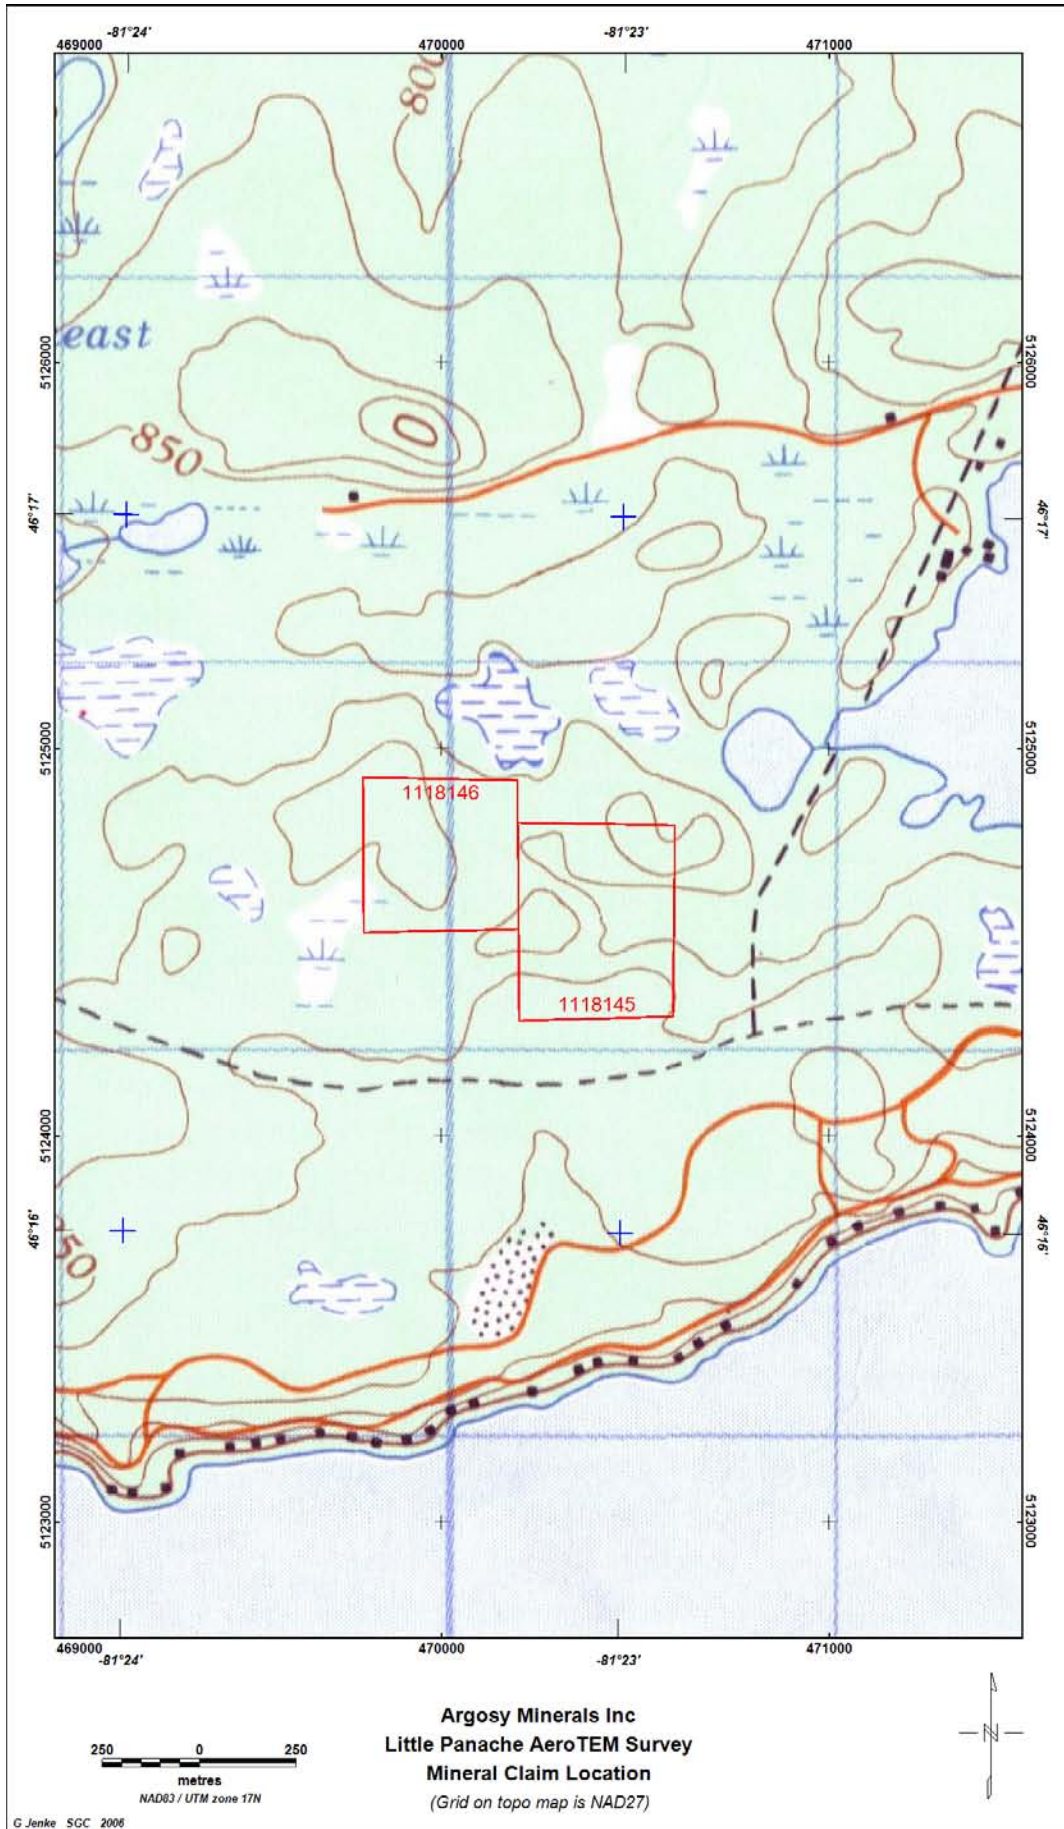 -81°24' -81°23'
469000 470000 471000
800
east
5126000 5126000
850
46°17' 46°17'
5125000 5125000
1118146
1118145
5124000 5124000
46°16' 46°16'
50
5123000 5123000
469000 470000 471000
-81°24' -81°23'
Argosy Minerals Inc
Little Panache AeroTEM Survey
Mineral Claim Location
(Grid on topo map is NAD27)
250 0 250
metres
NAD83 / UTM zone 17N
N
G Jenke SGC 2006